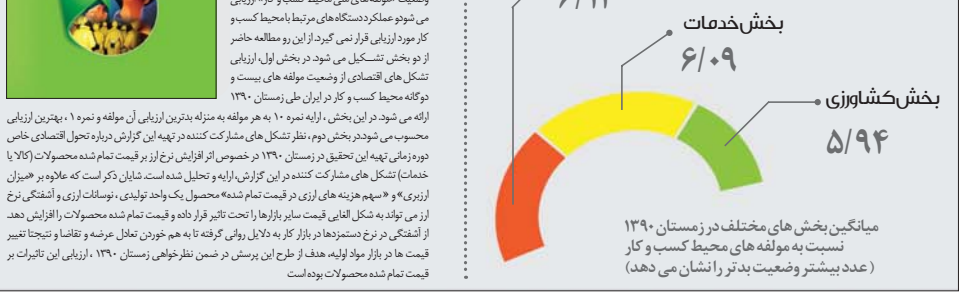 بخش خدمات
۶/۰۹
بخش کشاورزی
۵/۹۴
میانگین بخش های مختلف در زمستان ۱۳۹۰
نسبت به مولفه های محیط کسب و کار
(عدد بیشتر وضعیت بدتر را نشان می دهد)
می شود و عملکرد دستگاه های مرتبط با محیط کسب و
کار مورد ارزیابی قرار نمی گیرد. از این رو مطالعه حاضر
از دو بخش تشــکیل می شود. در بخش اول، ارزیابی
تشکل های اقتصادی از وضعیت مولفه های بیست و
دوگانه محیط کسب و کار در ایران طی زمستان ۱۳۹۰
ارائه می شود. در این بخش ، ارایه نمره ۱۰ به هر مولفه به منزله بدترین ارزیابی آن مولفه و نمره ۱ ، بهترین ارزیابی
محسوب می شود.در بخش دوم ، نظر تشکل های مشارکت کننده در تهیه این گزارش درباره تحول اقتصادی خاص
دوره زمانی تهیه این تحقیق در زمستان ۱۳۹۰ در خصوص اثر افزایش نرخ ارز بر قیمت تمام شده محصولات (کالا یا
خدمات) تشکل های مشارکت کننده در این گزارش، ارایه و تحلیل شده است. شایان ذکر است که علاوه بر «میزان
ارزبری» و «سهم هزینه های ارزی در قیمت تمام شده» محصول یک واحد تولیدی ، نوسانات ارزی و آشفتگی نرخ
ارز می تواند به شکل الغایی قیمت سایر بازارها را تحت تاثیر قرار داده و قیمت تمام شده محصولات را افزایش دهد.
از آشفتگی در نرخ دستمزدها در بازار کار به دلایل روانی گرفته تا به هم خوردن تعادل عرضه و تقاضا و نتیجتا تغییر
قیمت ها در بازار مواد اولیه، هدف از طرح این پرسش در ضمن نظرخواهی زمستان ۱۳۹۰ ، ارزیابی این تاثیرات بر
قیمت تمام شده محصولات بوده است